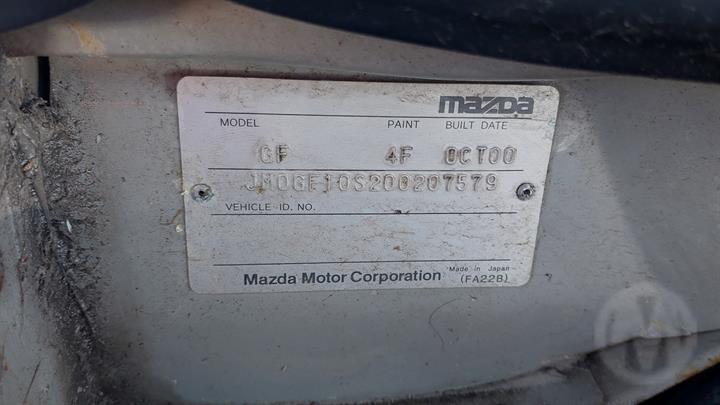 mazda
MODEL PAINT BUILT DATE
GF 4F OCT00
JM0GF10S200207579
VEHICLE ID. NO.
Mazda Motor Corporation Made in Japan (FA22B)